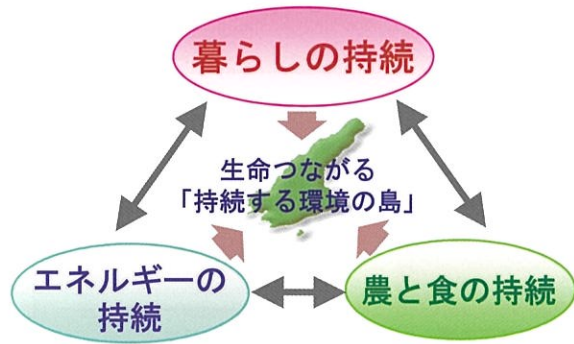 暮らしの持続
生命つながる
「持続する環境の島」
エネルギーの
持続
農と食の持続